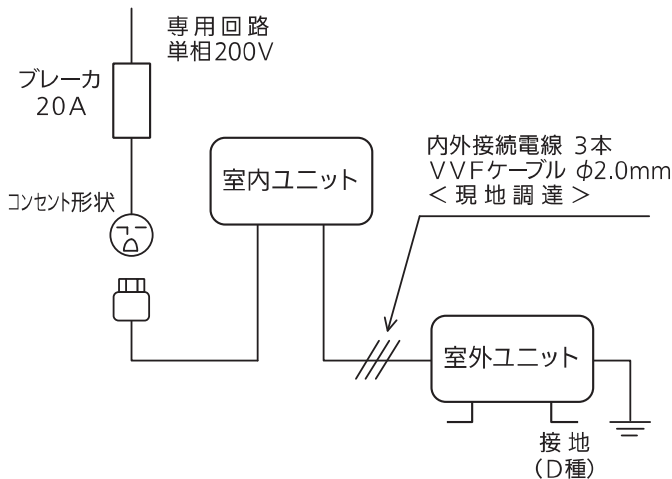 専用回路
単相200V
ブレーカ
20A
コンセント形状
室内ユニット
内外接続電線 3本
VVFケーブル φ2.0mm
<現地調達>
室外ユニット
接地
(D種)